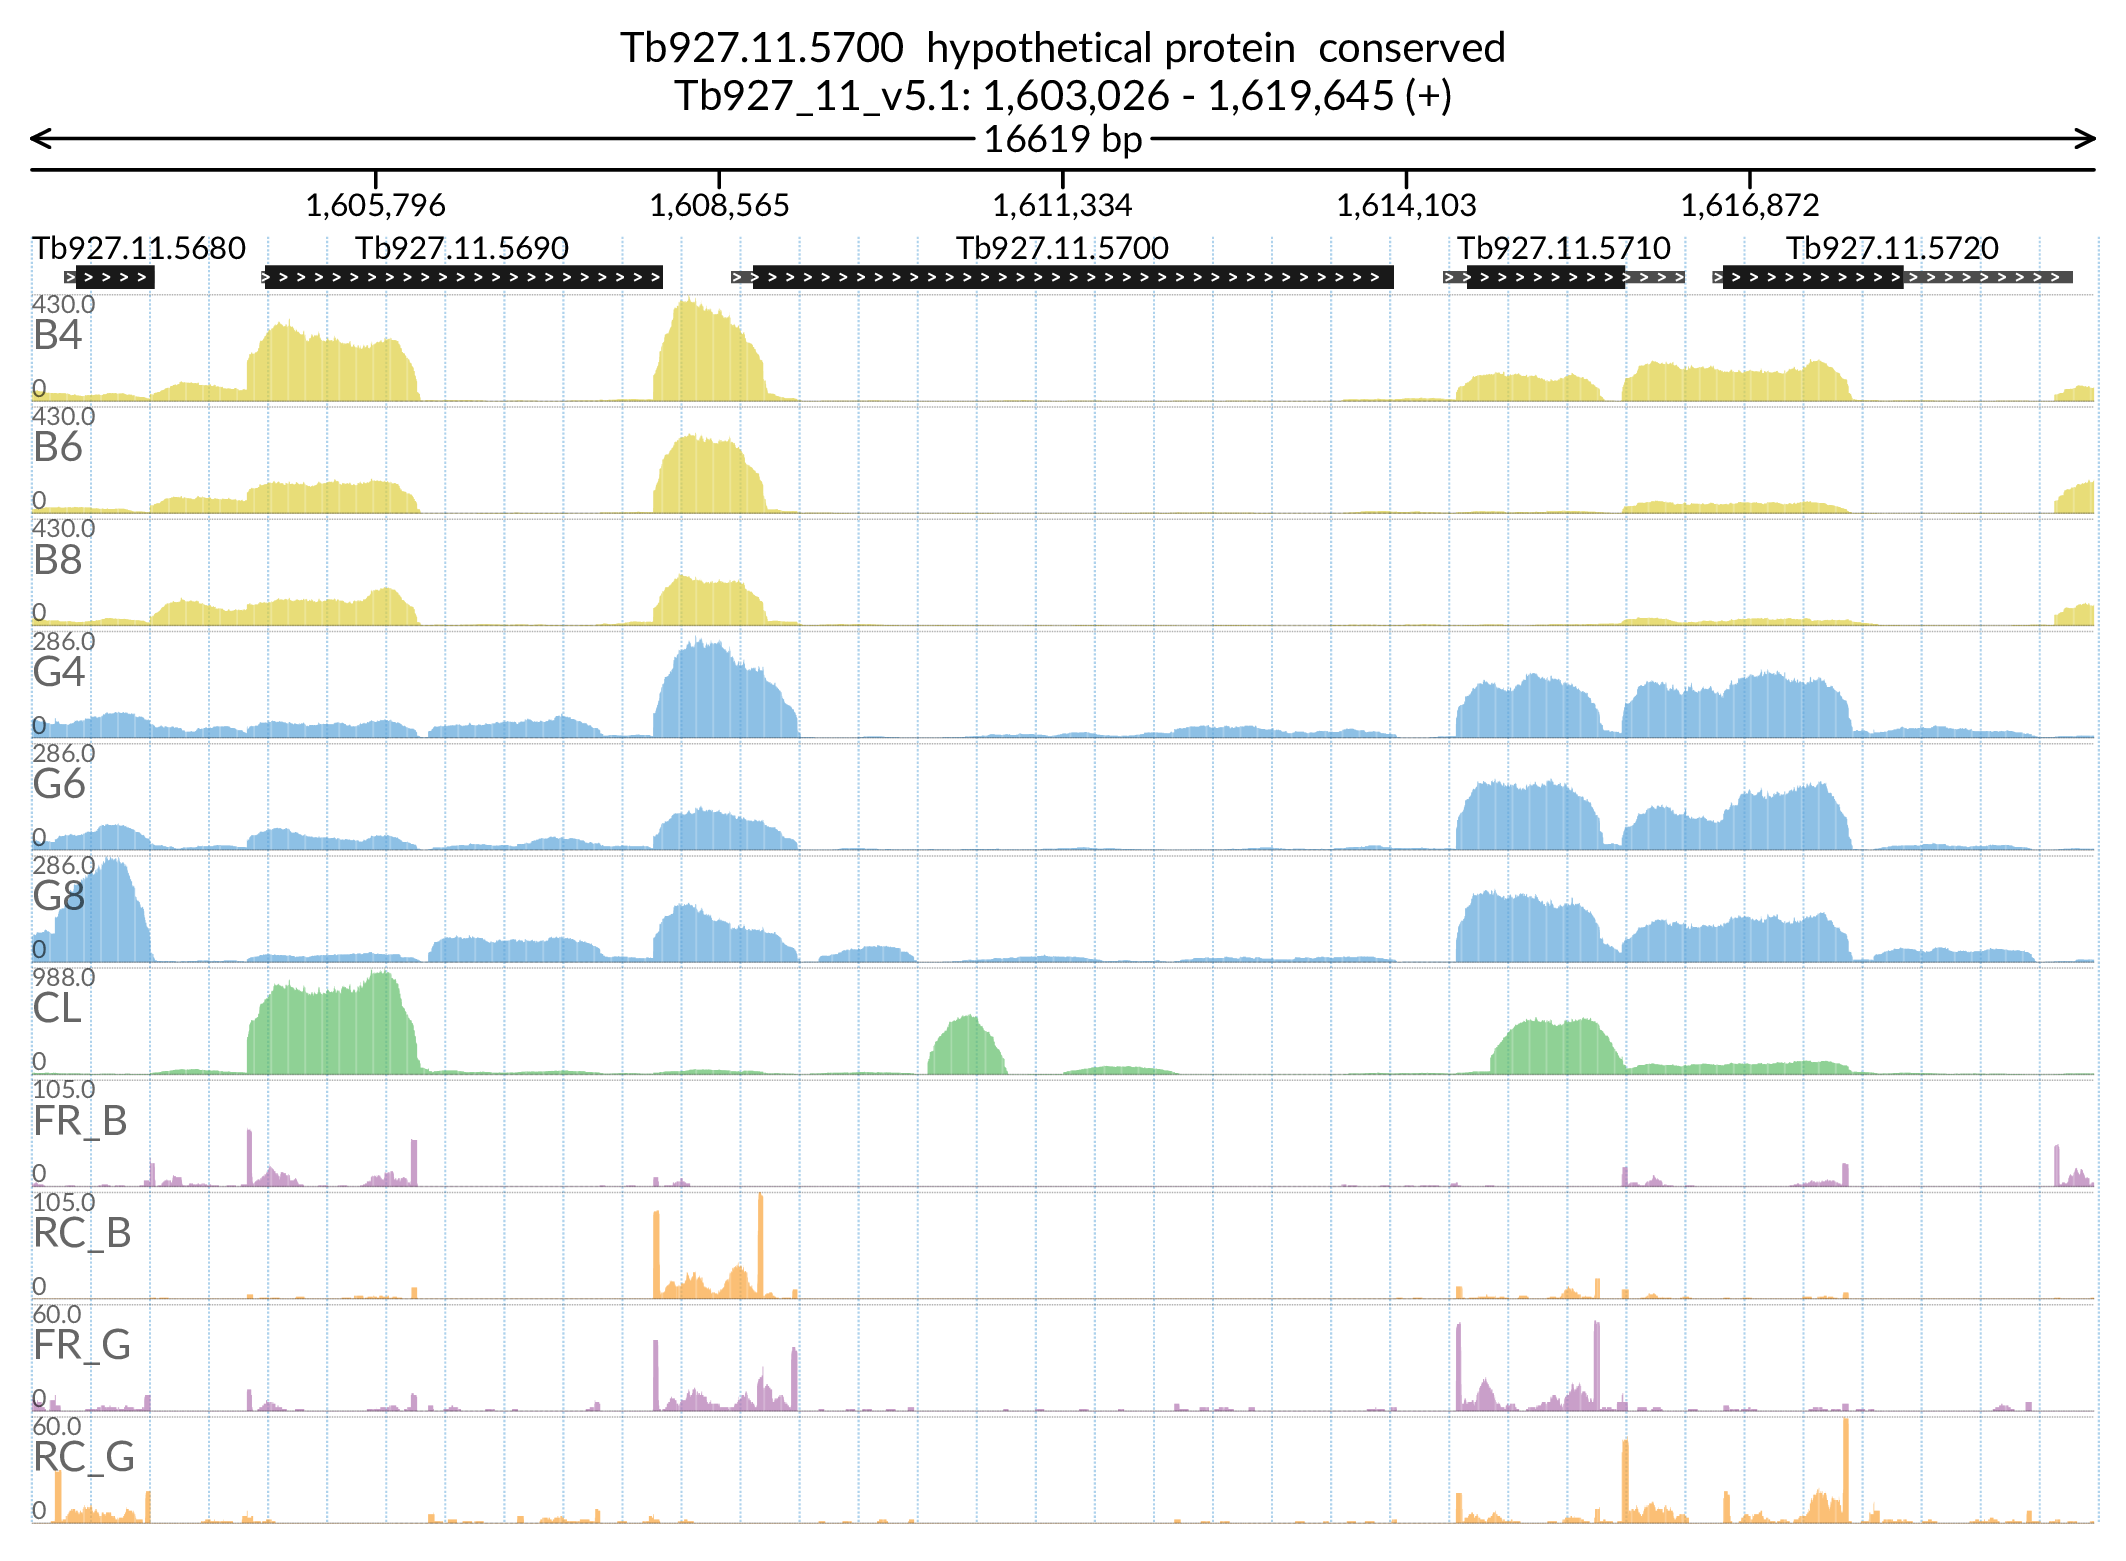 Tb927.11.5700  hypothetical protein  conserved
Tb927_11_v5.1: 1,603,026 - 1,619,645 (+)
16619 bp
1,605,796 1,608,565 1,611,334 1,614,103 1,616,872
Tb927.11.5680 Tb927.11.5690 Tb927.11.5700 Tb927.11.5710 Tb927.11.5720
430.0
B4
0
430.0
B6
0
430.0
B8
0
286.0
G4
0
286.0
G6
0
286.0
G8
0
988.0
CL
0
105.0
FR_B
0
105.0
RC_B
0
60.0
FR_G
0
60.0
RC_G
0